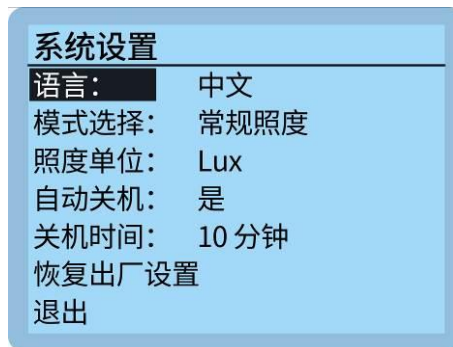 系统设置
语言： 中文
模式选择： 常规照度
照度单位： Lux
自动关机： 是
关机时间： 10 分钟
恢复出厂设置
退出